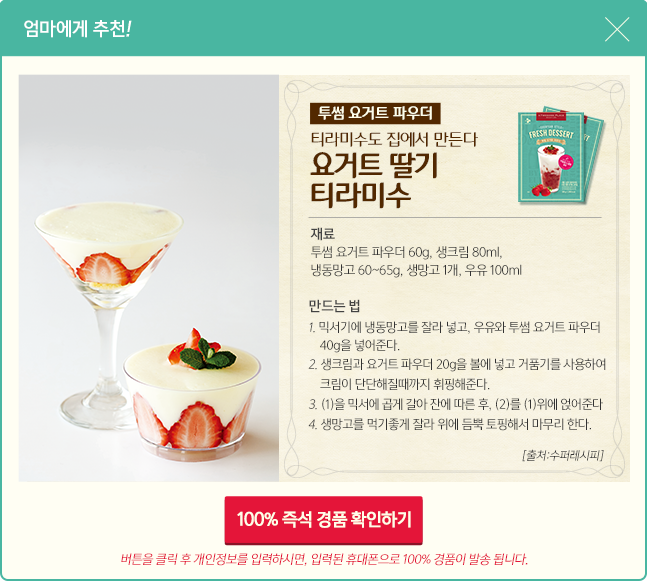 엄마에게 추천!
투썸 요거트 파우더
티라미수도 집에서 만든다
요거트 딸기
티라미수
FRESH DESSERT
재료
투썸 요거트 파우더 60g, 생크림 80ml,
냉동망고 60~65g, 생망고 1개, 우유 100ml
만드는 법
1. 믹서기에 냉동망고를 잘라 넣고, 우유와 투썸 요거트 파우더
40g을 넣어준다.
2. 생크림과 요거트 파우더 20g을 볼에 넣고 거품기를 사용하여
크림이 단단해질때까지 휘핑해준다.
3. (1)을 믹서에 곱게 갈아 잔에 따른 후, (2)를 (1)위에 얹어준다
4. 생망고를 먹기좋게 잘라 위에 듬뿍 토핑해서 마무리 한다.
[출처:수퍼레시피]
100% 즉석 경품 확인하기
버튼을 클릭 후 개인정보를 입력하시면, 입력된 휴대폰으로 100% 경품이 발송 됩니다.